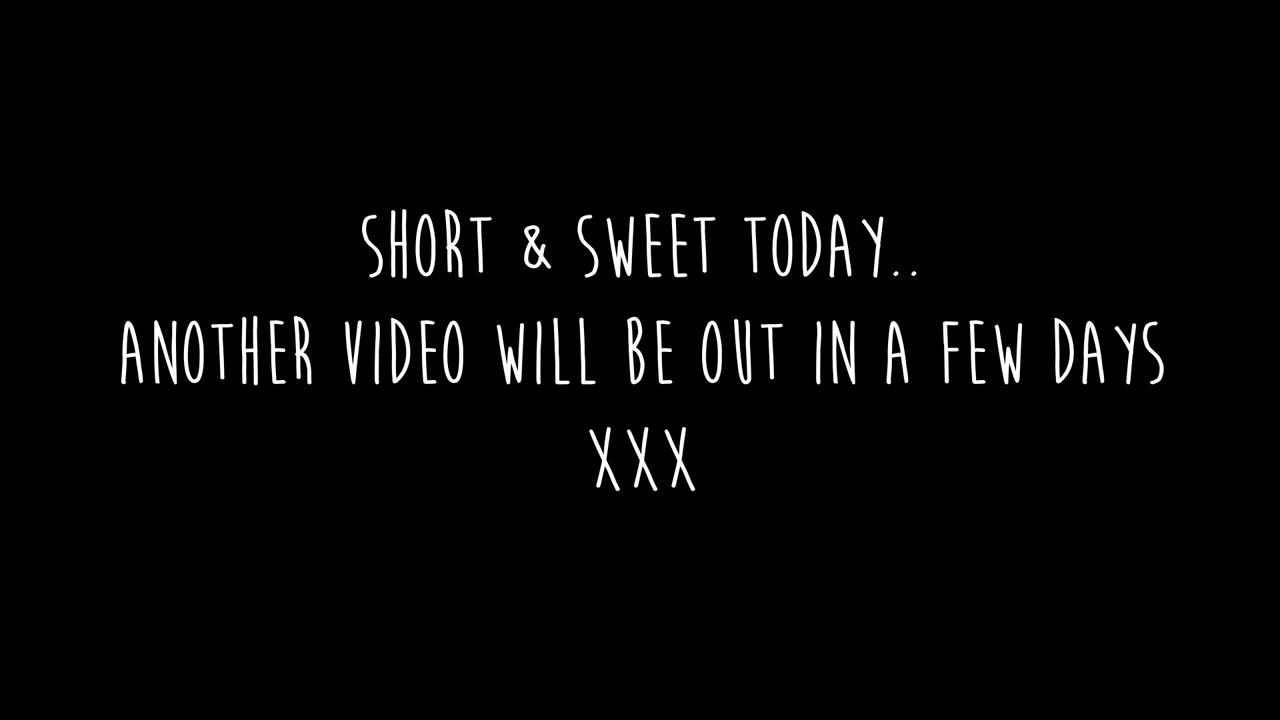 SHORT & SWEET TODAY..
ANOTHER VIDEO WILL BE OUT IN A FEW DAYS
XXX